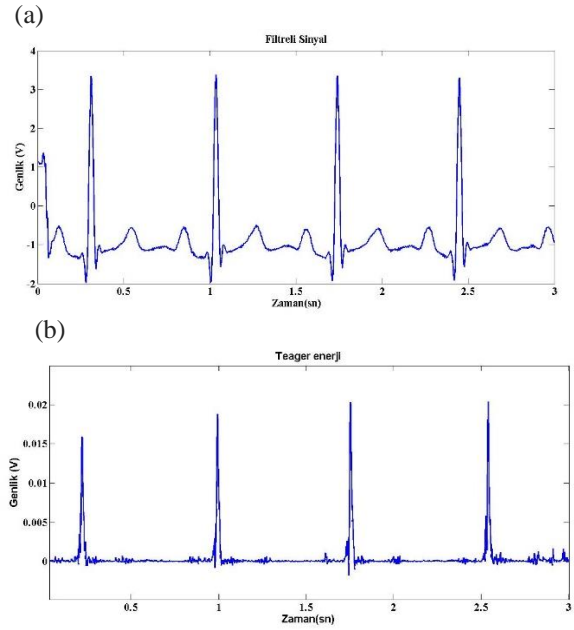 (a)
Filtreli Sinyal
Genlik (V)
4
3
2
1
0
-1
-2
0 0.5 1 1.5 2 2.5 3
Zaman(sn)
(b)
Teager enerji
Genlik (V)
0.02
0.015
0.01
0.005
0
0.5 1 1.5 2 2.5 3
Zaman(sn)